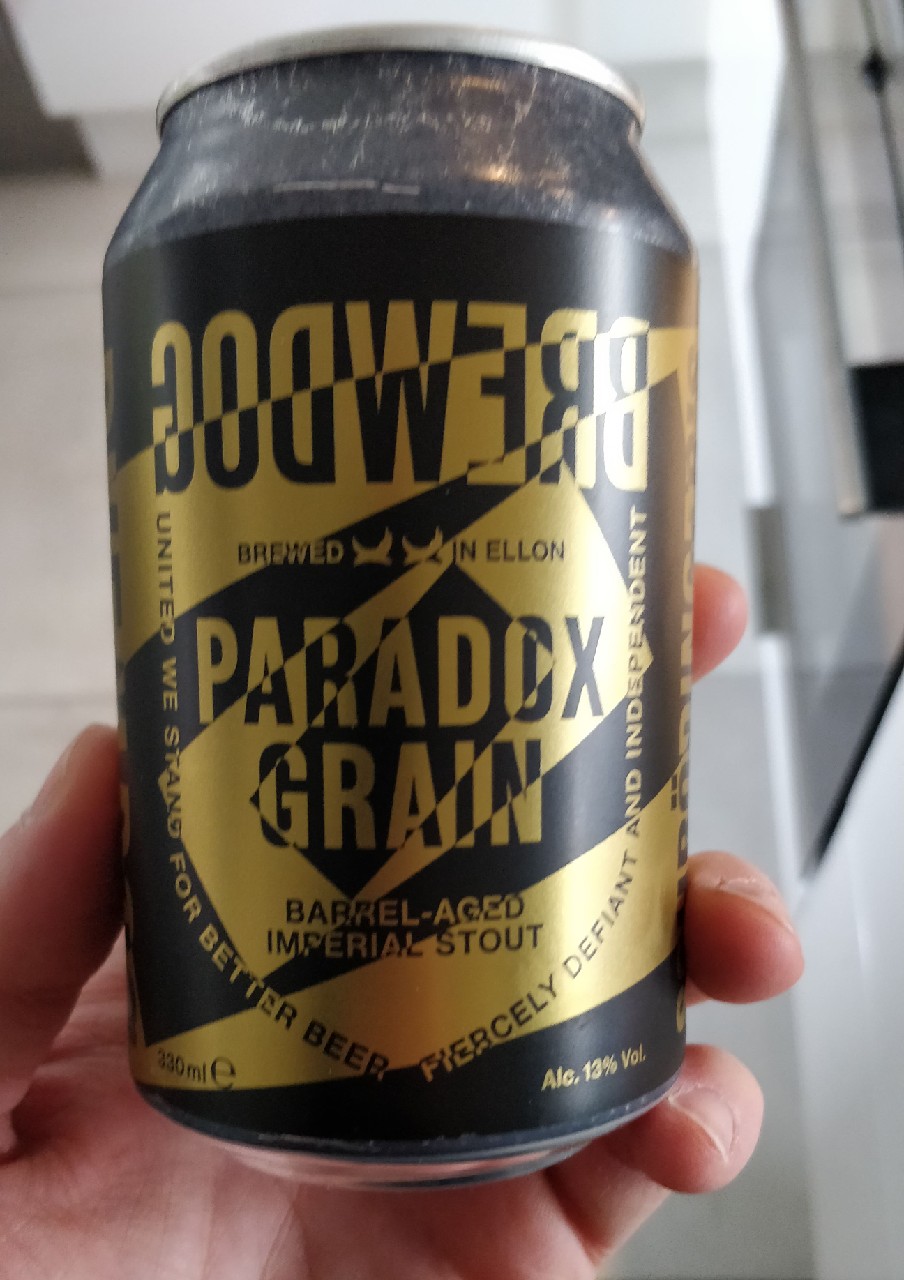 BREWDOG
BREWED IN ELLON
PARADOX
GRAIN
BARREL-AGED
IMPERIAL STOUT
UNITED WE STAND FOR BETTER BEER
FIERCELY DEFIANT AND INDEPENDENT
330ml e
Alc. 13% Vol.